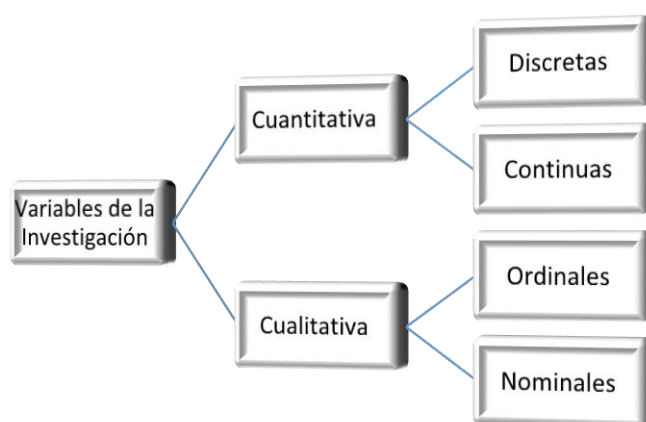 Variables de la
Investigación
Cuantitativa
Discretas
Continuas
Cualitativa
Ordinales
Nominales